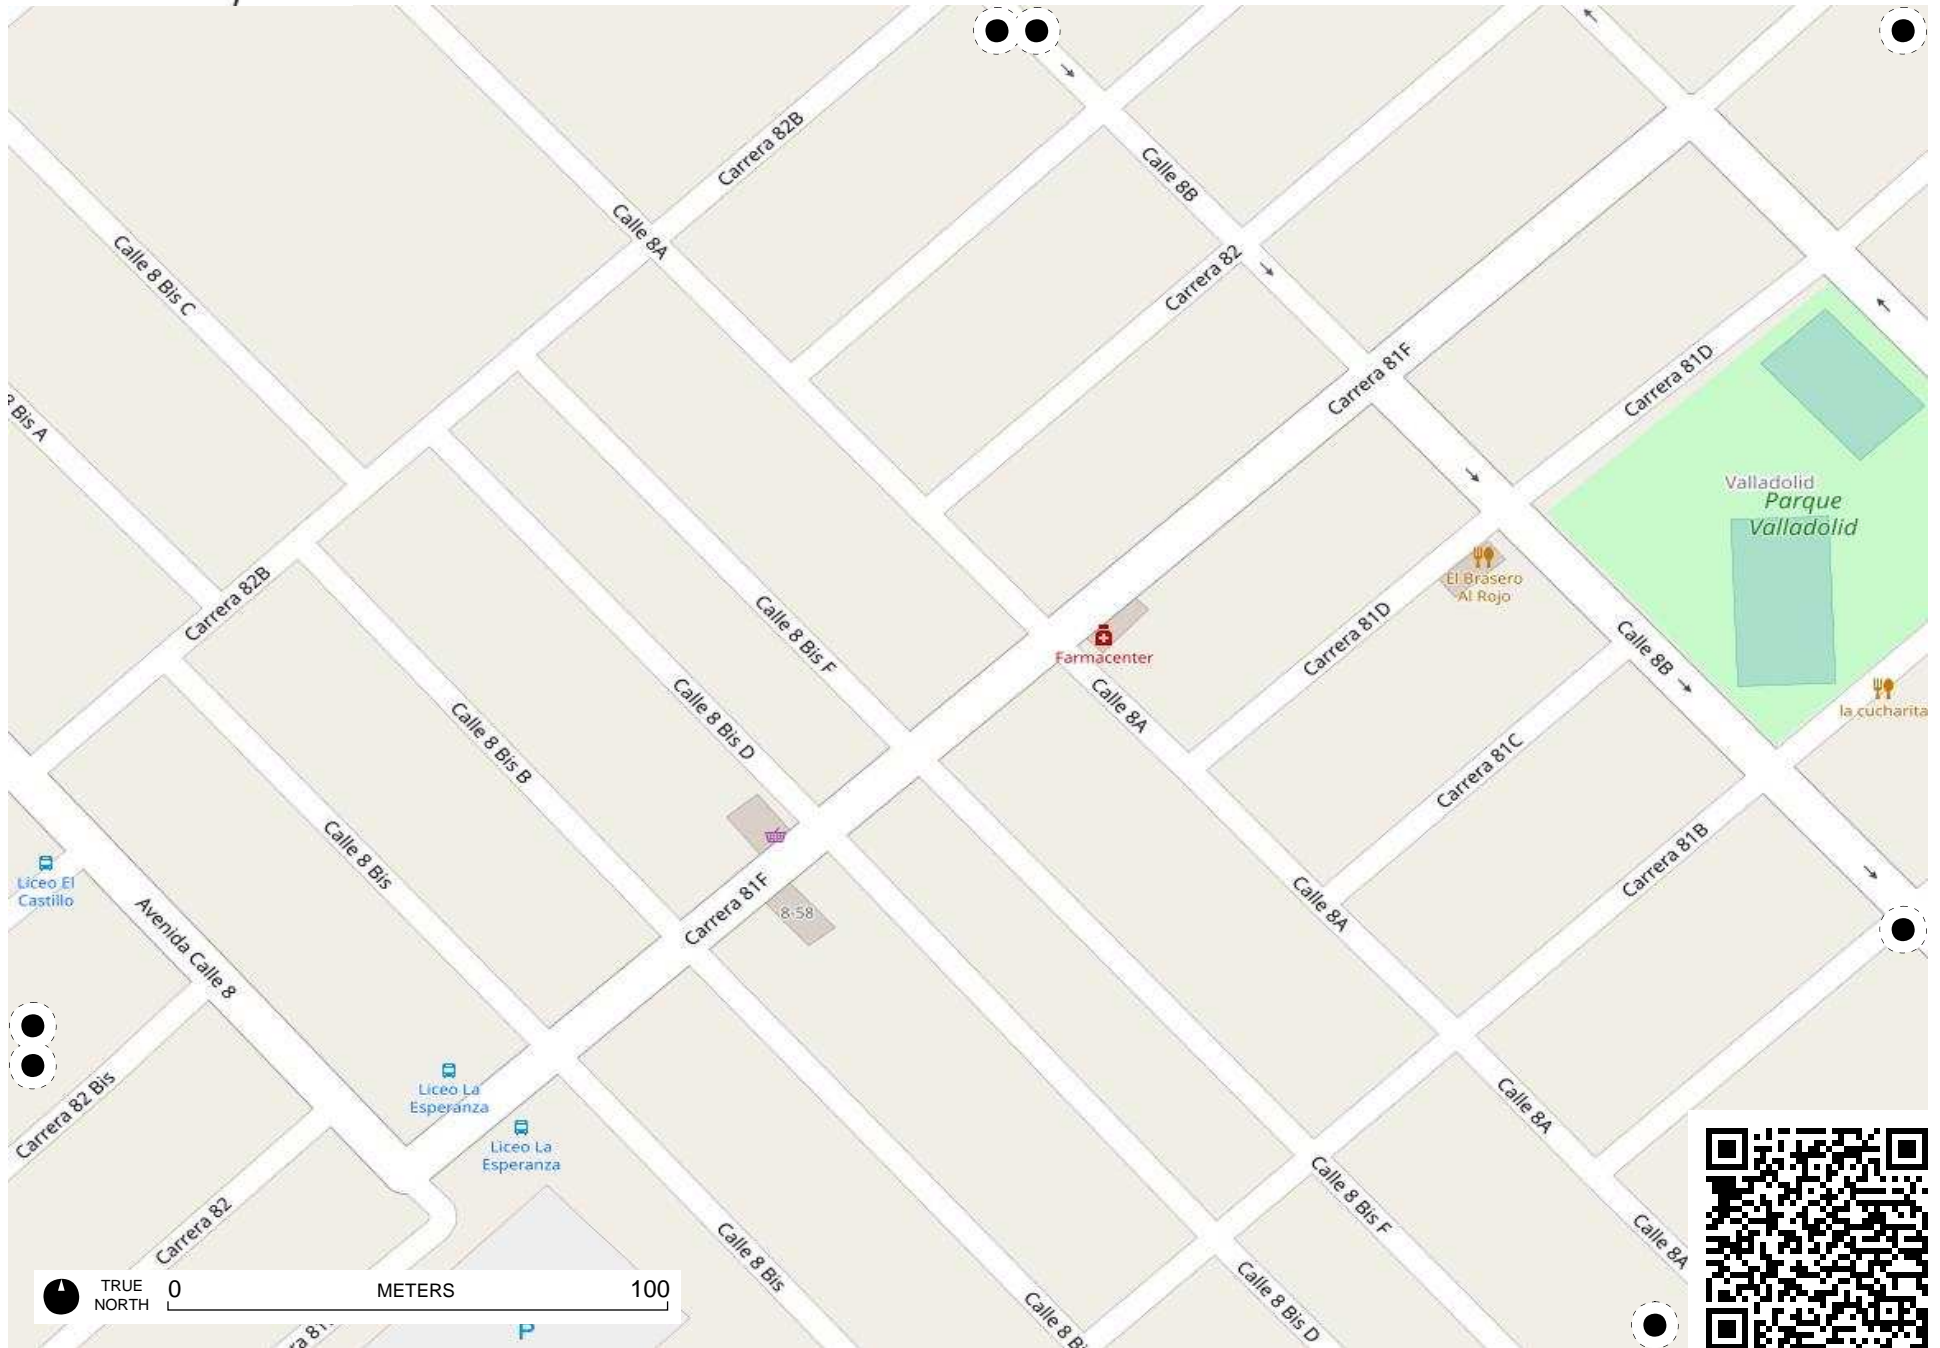 Carrera 82B
Calle 8B
Calle 8A
Calle 8 Bis C
Carrera 82
Carrera 81F
Carrera 81D
Bis A
Valladolid
Parque
Valladolid
El Brasero
Al Rojo
Carrera 82B
Calle 8 Bis F
Carrera 81D
Calle 8B
Farmacenter
Calle 8A
la cucharita
Calle 8 Bis D
Calle 8 Bis B
Carrera 81C
Calle 8 Bis
Carrera 81B
Liceo El
Castillo
Calle 8A
Carrera 81F
8-58
Avenida Calle 8
Liceo La
Esperanza
Carrera 82 Bis
Calle 8A
Liceo La
Esperanza
Calle 8 Bis F
Carrera 82
Calle 8 Bis
Calle 8A
Calle 8 Bis D
Calle 8 B
TRUE
NORTH
0 METERS 100
P